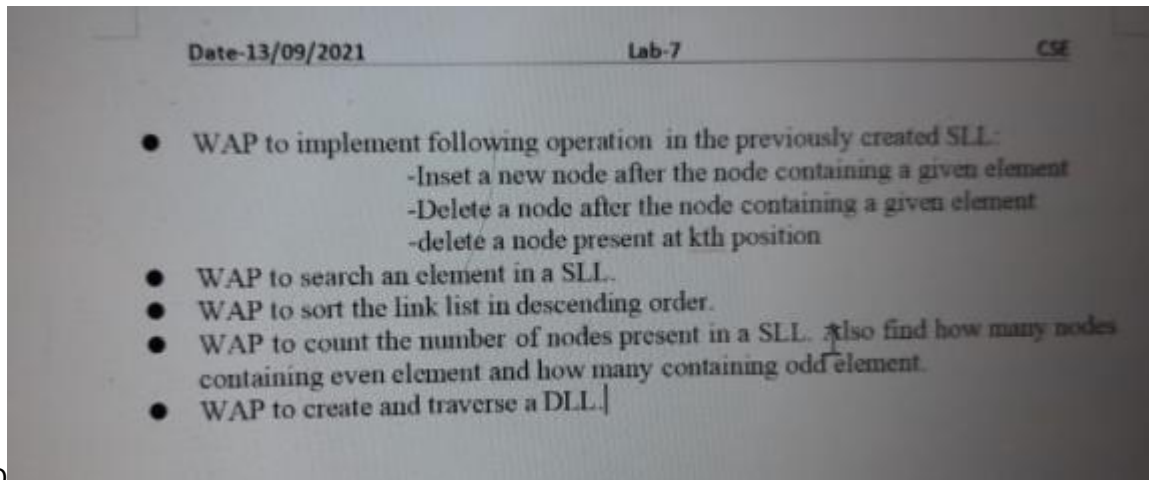 Date-13/09/2021 Lab-7 CSE
● WAP to implement following operation in the previously created SLL:
-Inset a new node after the node containing a given element
-Delete a node after the node containing a given element
-delete a node present at kth position
● WAP to search an element in a SLL.
● WAP to sort the link list in descending order.
● WAP to count the number of nodes present in a SLL. Also find how many nodes
containing even element and how many containing odd element.
● WAP to create and traverse a DLL.